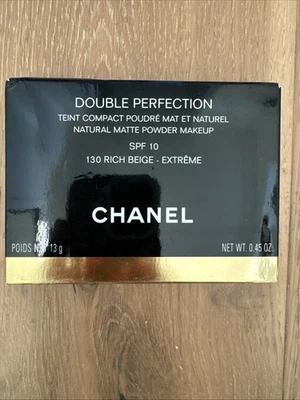 DOUBLE PERFECTION
TEINT COMPACT POUDRÉ MAT ET NATUREL
NATURAL MATTE POWDER MAKEUP
SPF 10
130 RICH BEIGE - EXTRÊME
CHANEL
POIDS 13 g NET WT. 0.45 OZ.